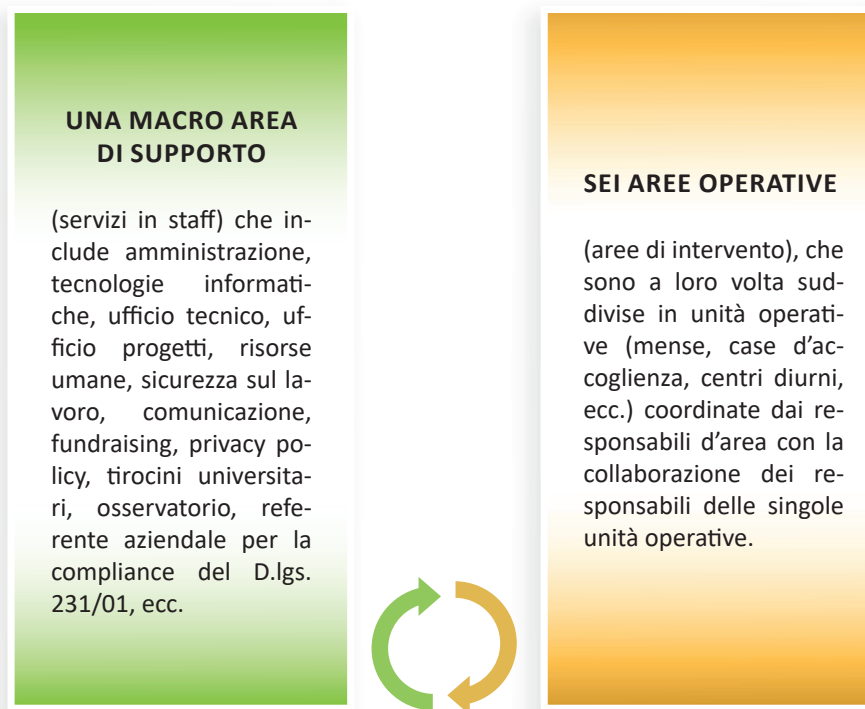 UNA MACRO AREA
DI SUPPORTO
(servizi in staff) che in-
clude amministrazione,
tecnologie informati-
che, ufficio tecnico, uf-
ficio progetti, risorse
umane, sicurezza sul la-
voro, comunicazione,
fundraising, privacy po-
licy, tirocini universita-
ri, osservatorio, refe-
rente aziendale per la
compliance del D.lgs.
231/01, ecc.
SEI AREE OPERATIVE
(aree di intervento), che
sono a loro volta sud-
divise in unità operati-
ve (mense, case d’ac-
coglienza, centri diurni,
ecc.) coordinate dai re-
sponsabili d’area con la
collaborazione dei re-
sponsabili delle singole
unità operative.